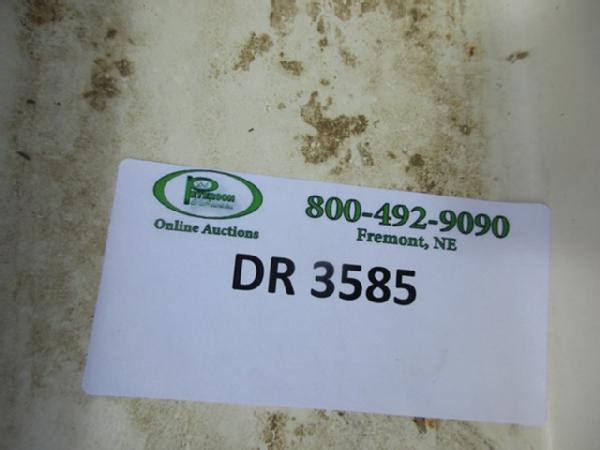 Online Auctions
800-492-9090
Fremont, NE
DR 3585